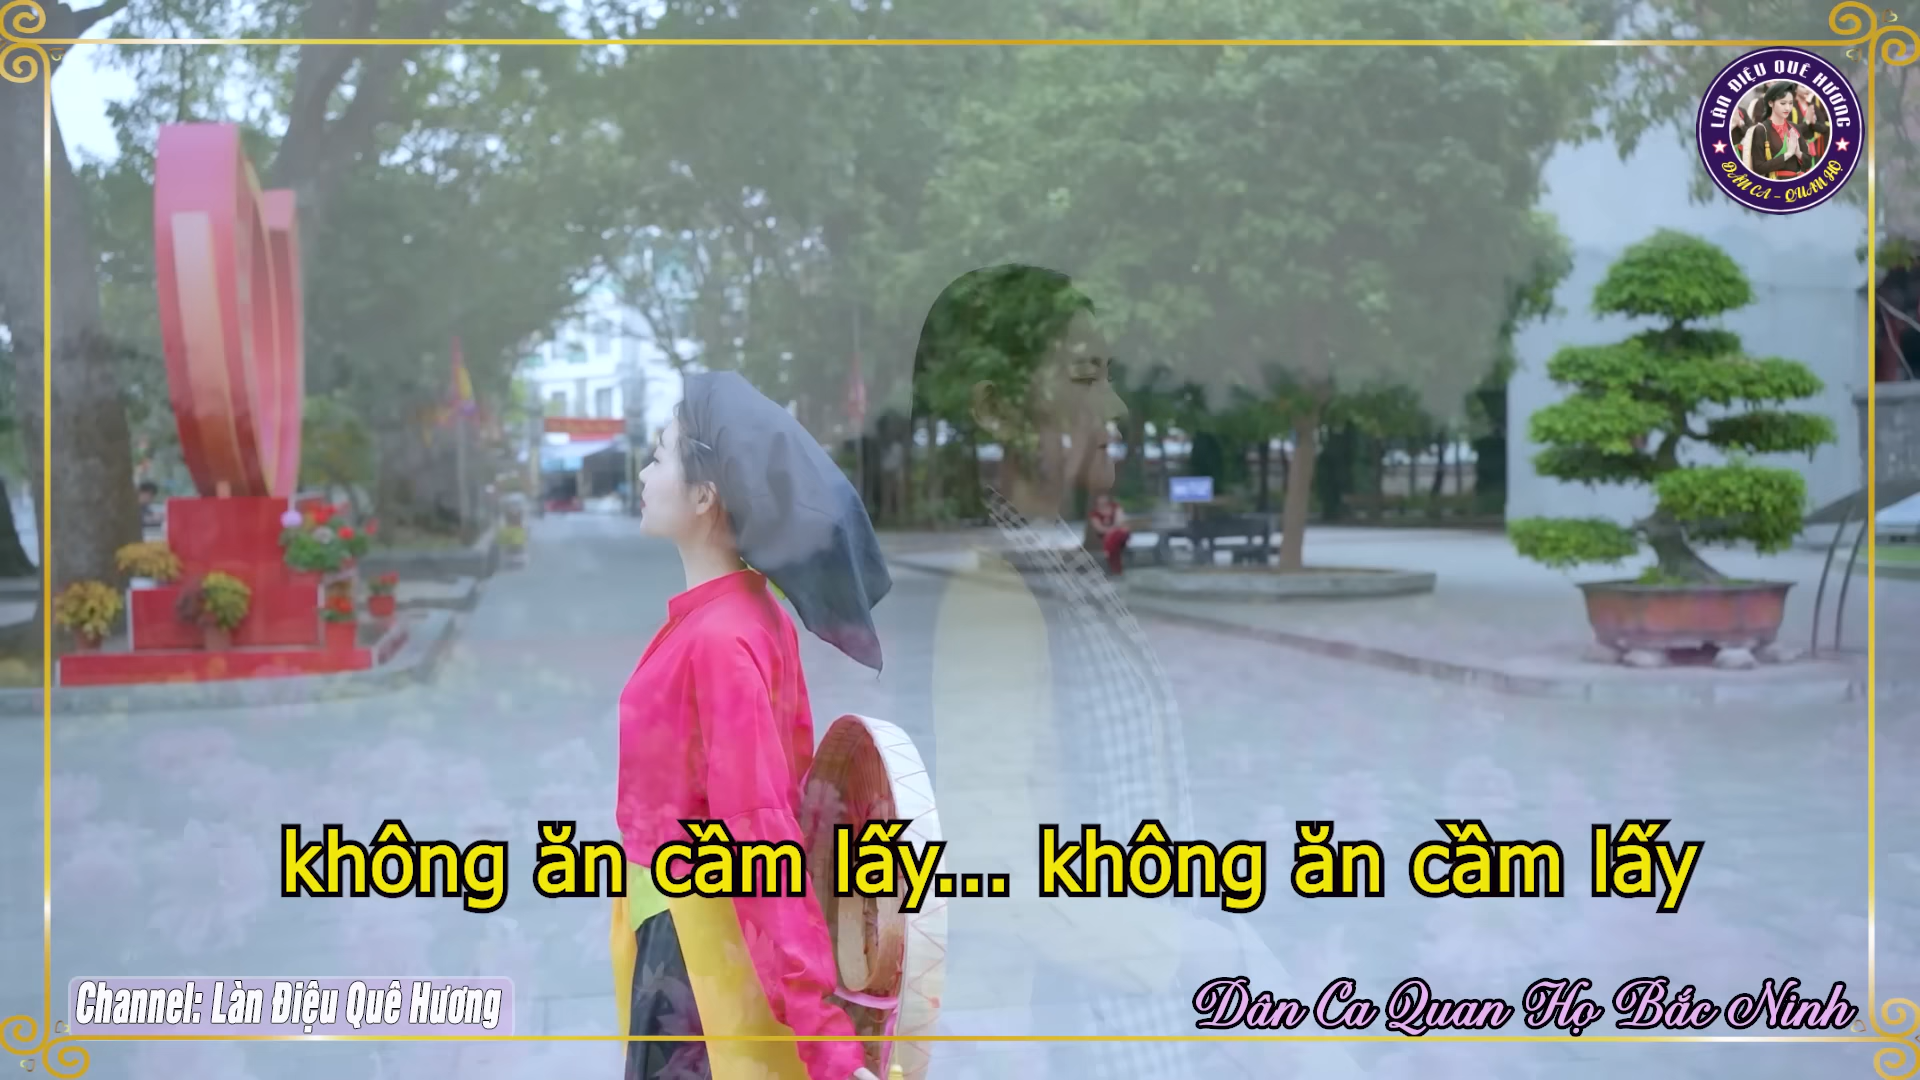 LÀN ĐIỆU QUÊ HƯƠNG
DÂN CA - QUAN HỌ
không ăn cầm lấy... không ăn cầm lấy
Channel: Làn Điệu Quê Hương
Dân Ca Quan Họ Bắc Ninh